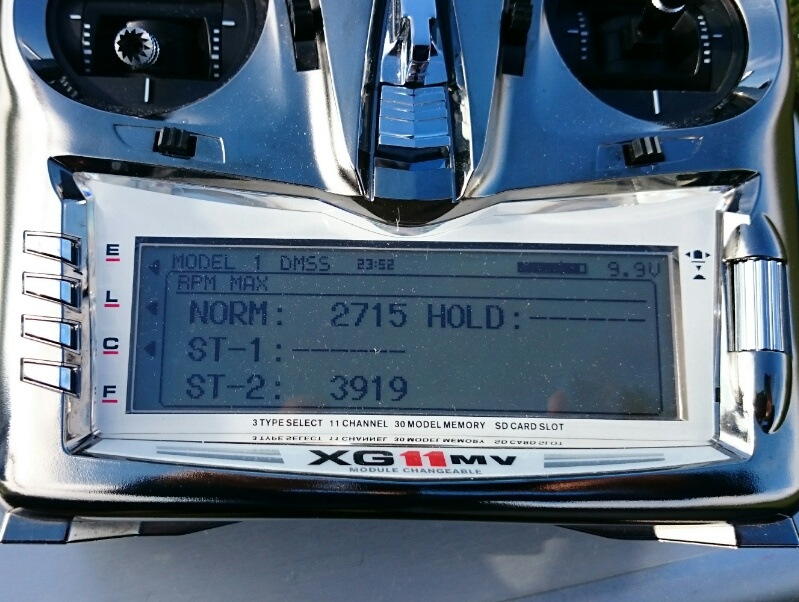 E
L
C
F
MODEL 1 DMSS 23:52 9.9V
RPM MAX
NORM: 2715 HOLD:------
ST-1:------
ST-2: 3919
3 TYPE SELECT 11 CHANNEL 30 MODEL MEMORY SD CARD SLOT
XG11MV
MODULE CHANGEABLE